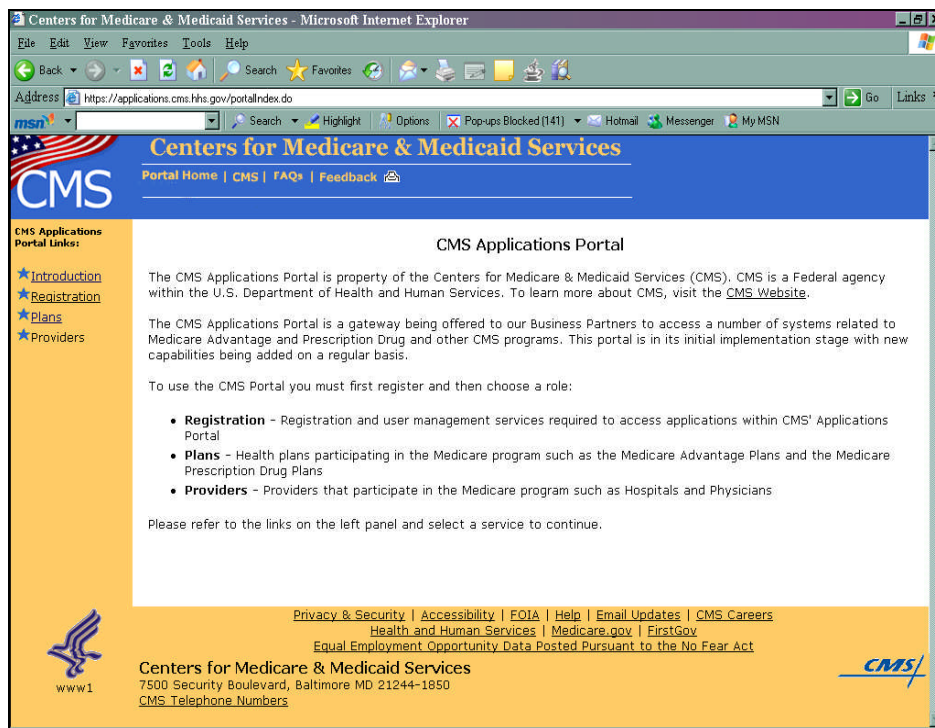 Centers for Medicare & Medicaid Services - Microsoft Internet Explorer
File Edit View Favorites Tools Help
Back Search Favorites
Address https://applications.cms.hhs.gov/portalIndex.do Go Links
msn Search Highlight Options Pop-ups Blocked (141) Hotmail Messenger My MSN
CMS
Centers for Medicare & Medicaid Services
Portal Home | CMS | FAQs | Feedback
CMS Applications
Portal Links:
Introduction
Registration
Plans
Providers
CMS Applications Portal
The CMS Applications Portal is property of the Centers for Medicare & Medicaid Services (CMS). CMS is a Federal agency
within the U.S. Department of Health and Human Services. To learn more about CMS, visit the CMS Website.
The CMS Applications Portal is a gateway being offered to our Business Partners to access a number of systems related to
Medicare Advantage and Prescription Drug and other CMS programs. This portal is in its initial implementation stage with new
capabilities being added on a regular basis.
To use the CMS Portal you must first register and then choose a role:
• Registration - Registration and user management services required to access applications within CMS' Applications
Portal
• Plans - Health plans participating in the Medicare program such as the Medicare Advantage Plans and the Medicare
Prescription Drug Plans
• Providers - Providers that participate in the Medicare program such as Hospitals and Physicians
Please refer to the links on the left panel and select a service to continue.
Privacy & Security | Accessibility | FOIA | Help | Email Updates | CMS Careers
Health and Human Services | Medicare.gov | FirstGov
Equal Employment Opportunity Data Posted Pursuant to the No Fear Act
www1
Centers for Medicare & Medicaid Services
7500 Security Boulevard, Baltimore MD 21244-1850
CMS Telephone Numbers
CMS